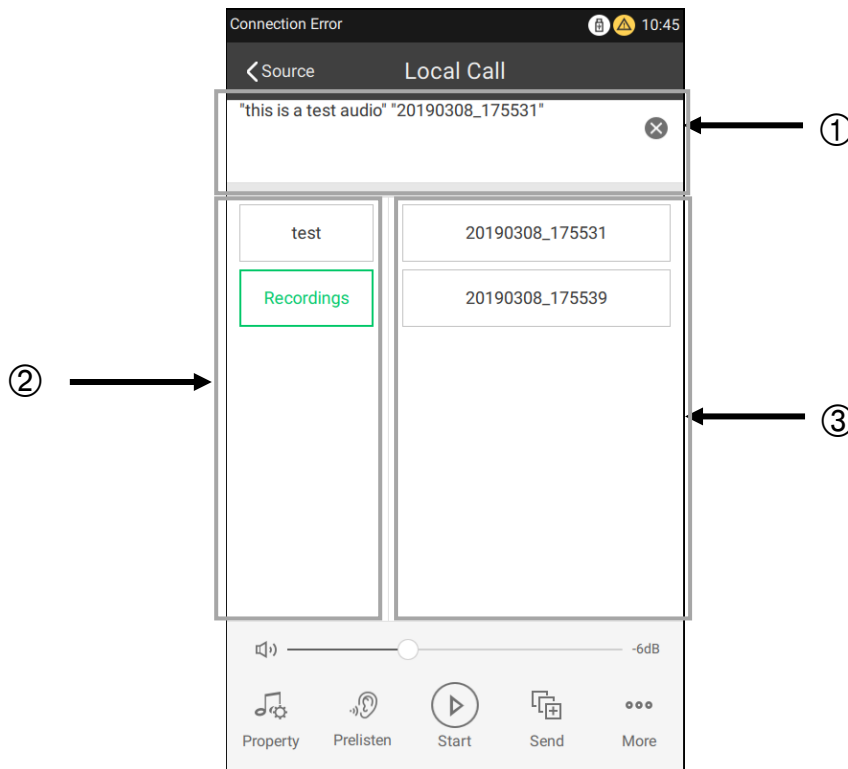 Connection Error 10:45
Source Local Call
"this is a test audio" "20190308_175531"
①
test 20190308_175531
Recordings 20190308_175539
②
③
-6dB
Property Prelisten Start Send More